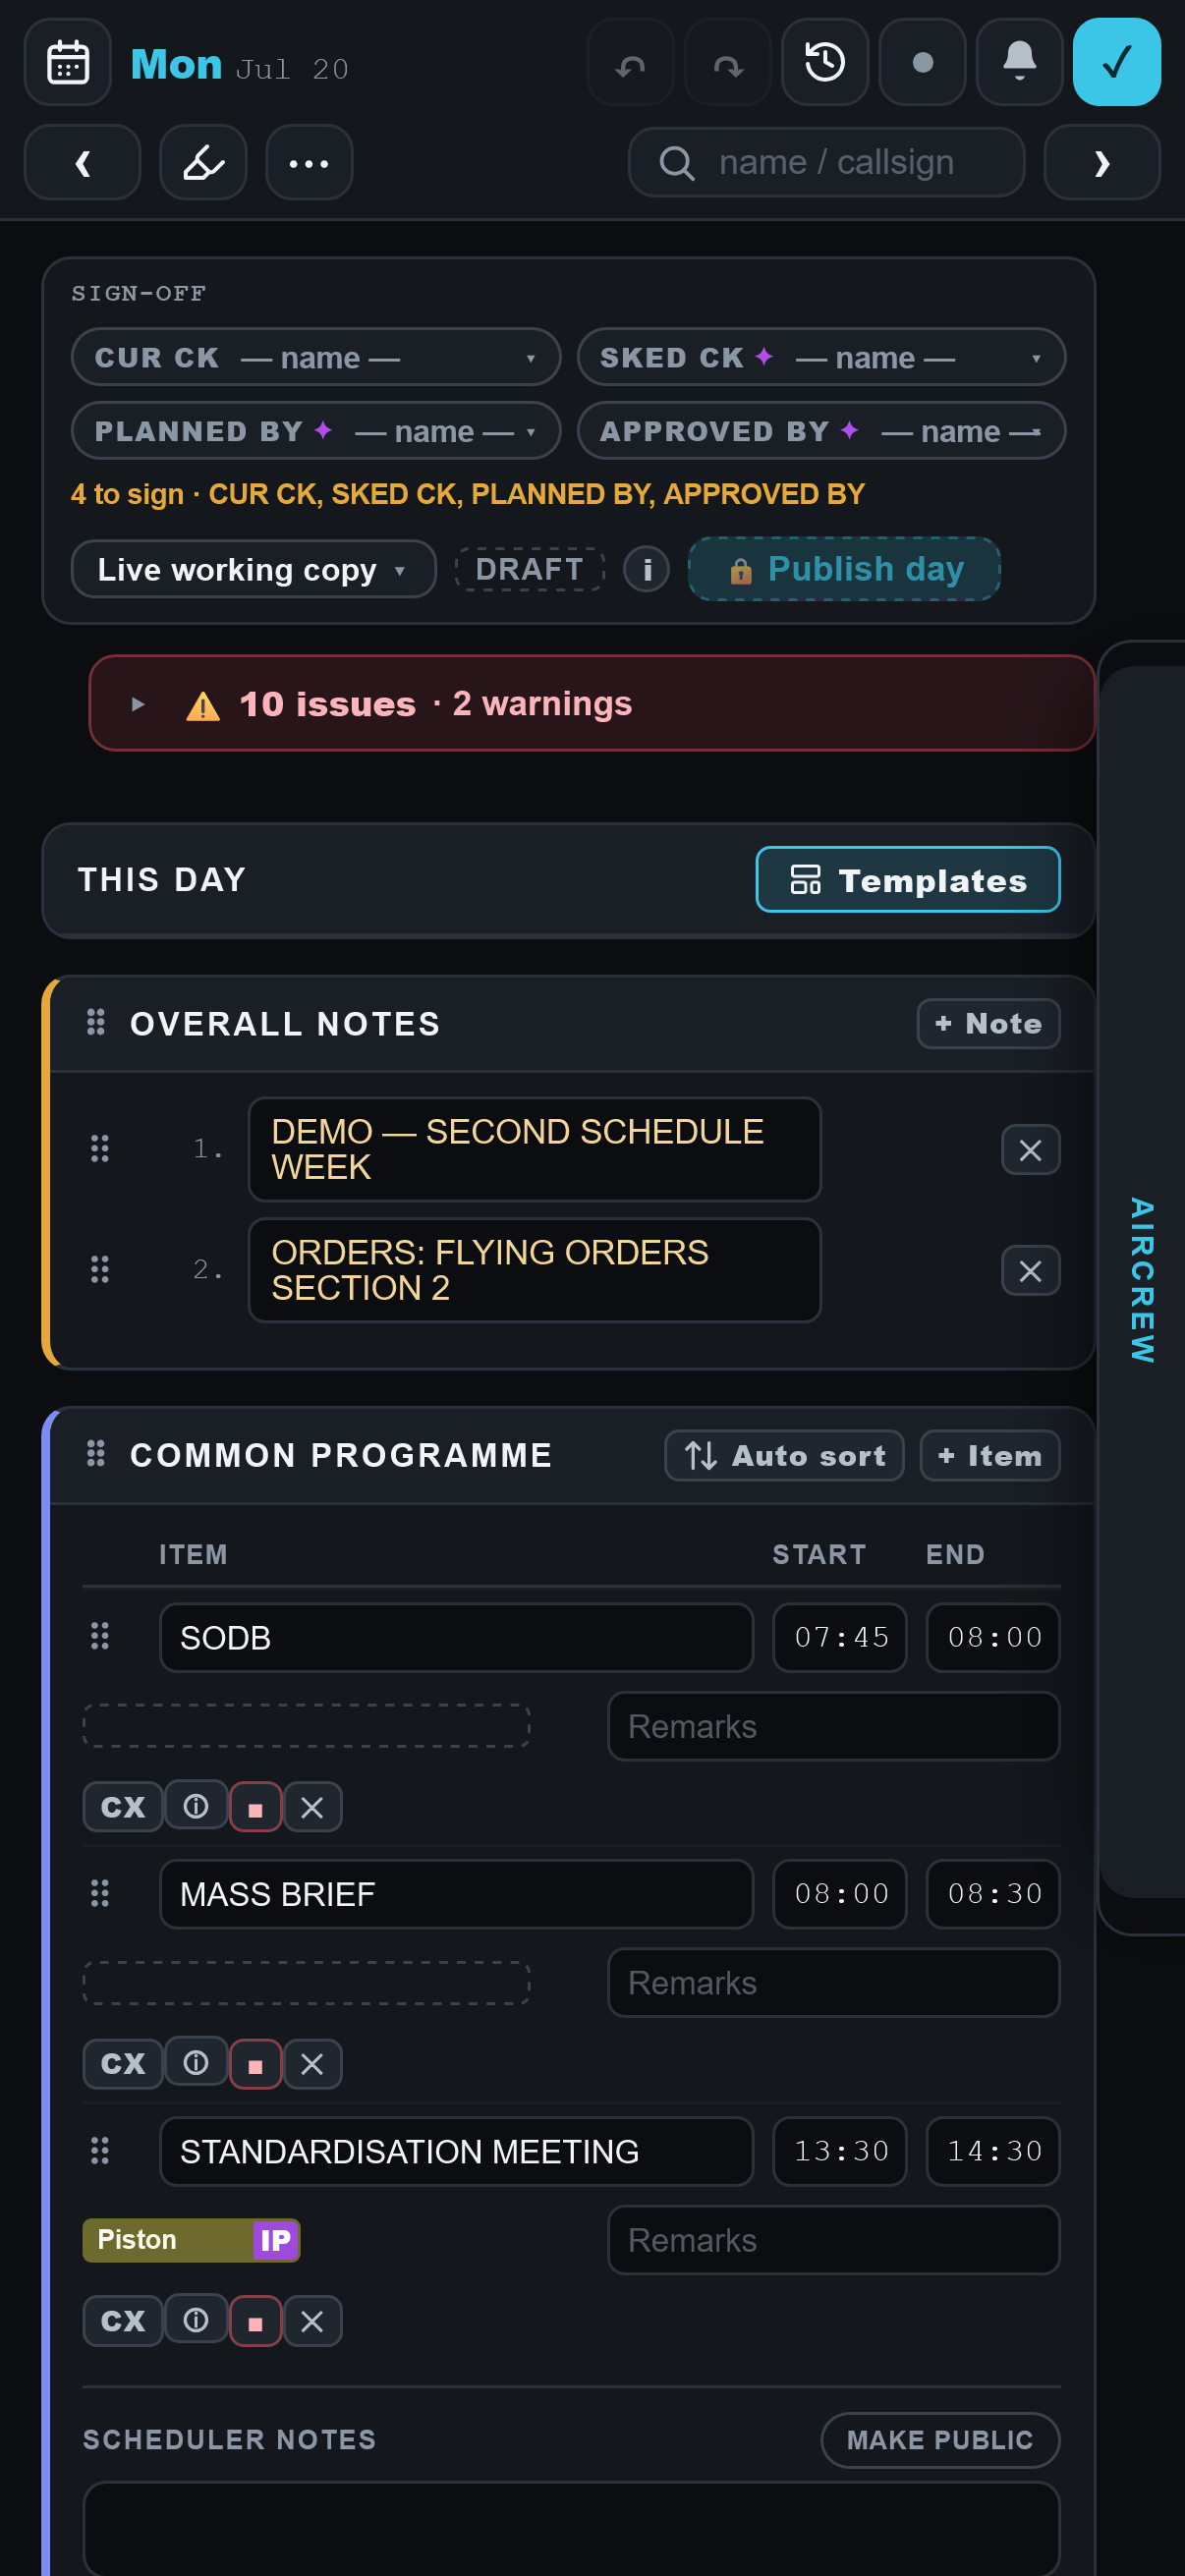 Mon Jul 20
name / callsign
SIGN-OFF
CUR CK — name —
SKED CK — name —
PLANNED BY — name —
APPROVED BY — name —
4 to sign · CUR CK, SKED CK, PLANNED BY, APPROVED BY
Live working copy DRAFT i Publish day
10 issues · 2 warnings
THIS DAY Templates
OVERALL NOTES + Note
1. DEMO — SECOND SCHEDULE
WEEK
2. ORDERS: FLYING ORDERS
SECTION 2
AIRCREW
COMMON PROGRAMME Auto sort + Item
ITEM START END
SODB 07:45 08:00
Remarks
CX
MASS BRIEF 08:00 08:30
Remarks
CX
STANDARDISATION MEETING 13:30 14:30
Piston IP Remarks
CX
SCHEDULER NOTES MAKE PUBLIC